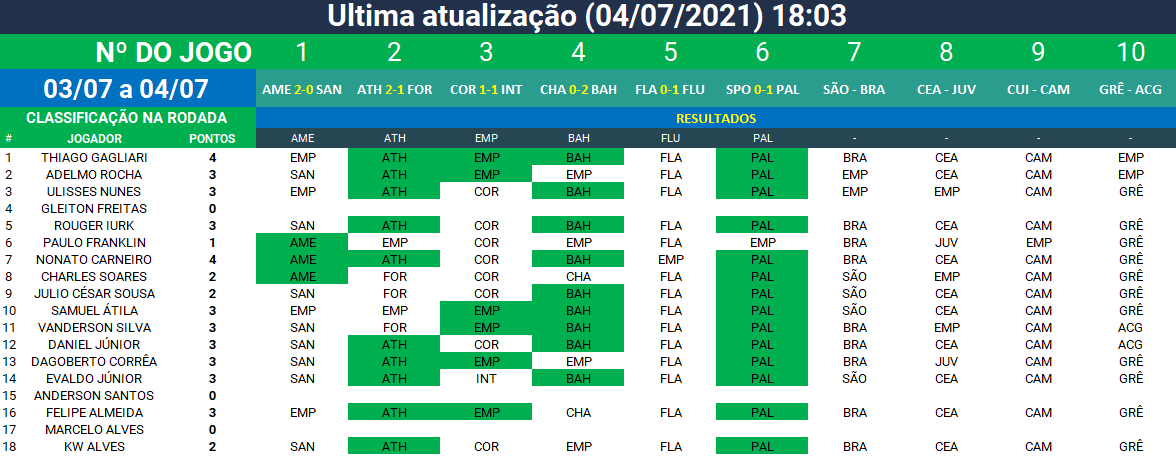 Ultima atualização (04/07/2021) 18:03
Nº DO JOGO 1 2 3 4 5 6 7 8 9 10
03/07 a 04/07 AME 2-0 SAN ATH 2-1 FOR COR 1-1 INT CHA 0-2 BAH FLA 0-1 FLU SPO 0-1 PAL SÃO - BRA CEA - JUV CUI - CAM GRÊ - ACG
CLASSIFICAÇÃO NA RODADA RESULTADOS
# JOGADOR PONTOS AME ATH EMP BAH FLU PAL - - - -
1 THIAGO GAGLIARI 4 EMP ATH EMP BAH FLA PAL BRA CEA CAM EMP
2 ADELMO ROCHA 3 SAN ATH EMP EMP FLA PAL EMP CEA CAM EMP
3 ULISSES NUNES 3 EMP ATH COR BAH FLA PAL EMP EMP CAM GRÊ
4 GLEITON FREITAS 0
5 ROUGER IURK 3 SAN ATH COR BAH FLA PAL BRA CEA CAM GRÊ
6 PAULO FRANKLIN 1 AME EMP COR EMP FLA EMP BRA JUV EMP GRÊ
7 NONATO CARNEIRO 4 AME ATH COR BAH EMP PAL BRA CEA CAM GRÊ
8 CHARLES SOARES 2 AME FOR COR CHA FLA PAL SÃO EMP CAM GRÊ
9 JULIO CÉSAR SOUSA 2 SAN FOR COR BAH FLA PAL SÃO CEA CAM GRÊ
10 SAMUEL ÁTILA 3 EMP EMP EMP BAH FLA PAL SÃO CEA CAM GRÊ
11 VANDERSON SILVA 3 SAN FOR EMP BAH FLA PAL BRA EMP CAM ACG
12 DANIEL JÚNIOR 3 SAN ATH COR BAH FLA PAL BRA CEA CAM ACG
13 DAGOBERTO CORRÊA 3 SAN ATH EMP EMP FLA PAL BRA JUV CAM GRÊ
14 EVALDO JÚNIOR 3 SAN ATH INT BAH FLA PAL SÃO CEA CAM GRÊ
15 ANDERSON SANTOS 0
16 FELIPE ALMEIDA 3 EMP ATH EMP CHA FLA PAL BRA CEA CAM GRÊ
17 MARCELO ALVES 0
18 KW ALVES 2 SAN ATH COR EMP FLA PAL BRA CEA CAM GRÊ